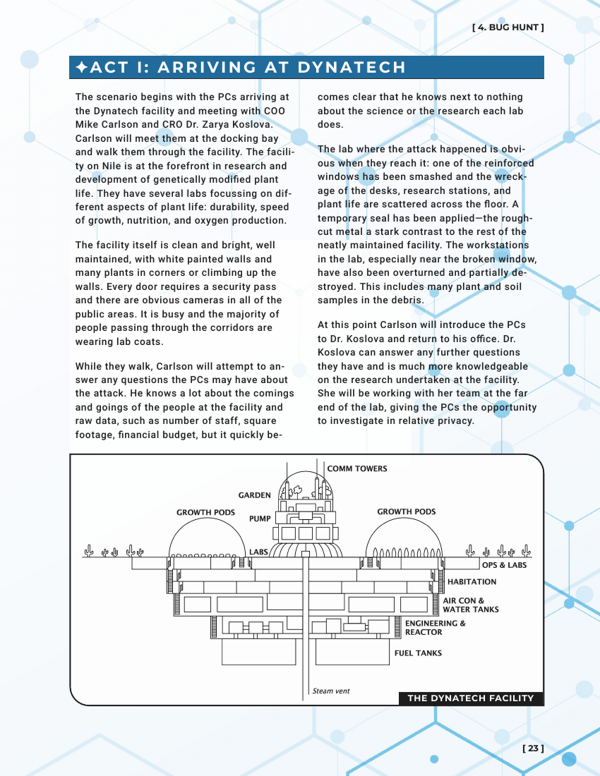 [ 4. BUG HUNT ]
✦ACT I: ARRIVING AT DYNATECH
The scenario begins with the PCs arriving at
the Dynatech facility and meeting with COO
Mike Carlson and CRO Dr. Zarya Koslova.
Carlson will meet them at the docking bay
and walk them through the facility. The facili-
ty on Nile is at the forefront in research and
development of genetically modified plant
life. They have several labs focussing on dif-
ferent aspects of plant life: durability, speed
of growth, nutrition, and oxygen production.
The facility itself is clean and bright, well
maintained, with white painted walls and
many plants in corners or climbing up the
walls. Every door requires a security pass
and there are obvious cameras in all of the
public areas. It is busy and the majority of
people passing through the corridors are
wearing lab coats.
While they walk, Carlson will attempt to an-
swer any questions the PCs may have about
the attack. He knows a lot about the comings
and goings of the people at the facility and
raw data, such as number of staff, square
footage, financial budget, but it quickly be-
comes clear that he knows next to nothing
about the science or the research each lab
does.
The lab where the attack happened is obvi-
ous when they reach it: one of the reinforced
windows has been smashed and the wreck-
age of the desks, research stations, and
plant life are scattered across the floor. A
temporary seal has been applied—the rough-
cut metal a stark contrast to the rest of the
neatly maintained facility. The workstations
in the lab, especially near the broken window,
have also been overturned and partially de-
stroyed. This includes many plant and soil
samples in the debris.
At this point Carlson will introduce the PCs
to Dr. Koslova and return to his office. Dr.
Koslova can answer any further questions
they have and is much more knowledgeable
on the research undertaken at the facility.
She will be working with her team at the far
end of the lab, giving the PCs the opportunity
to investigate in relative privacy.
COMM TOWERS
GARDEN
GROWTH PODS
PUMP
GROWTH PODS
LABS
OPS & LABS
HABITATION
AIR CON &
WATER TANKS
ENGINEERING &
REACTOR
FUEL TANKS
Steam vent
THE DYNATECH FACILITY
[ 23 ]